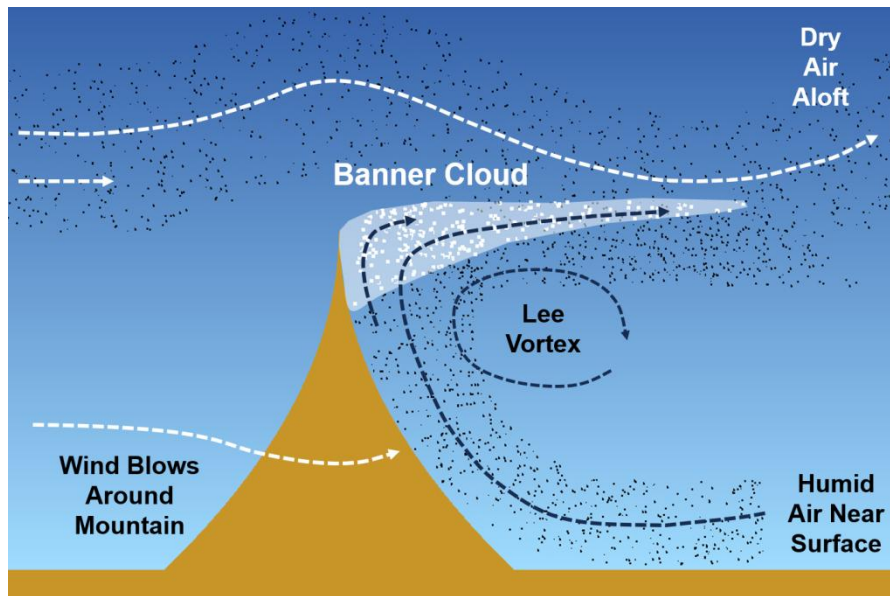 Dry
Air
Aloft
Banner Cloud
Lee
Vortex
Wind Blows
Around
Mountain
Humid
Air Near
Surface